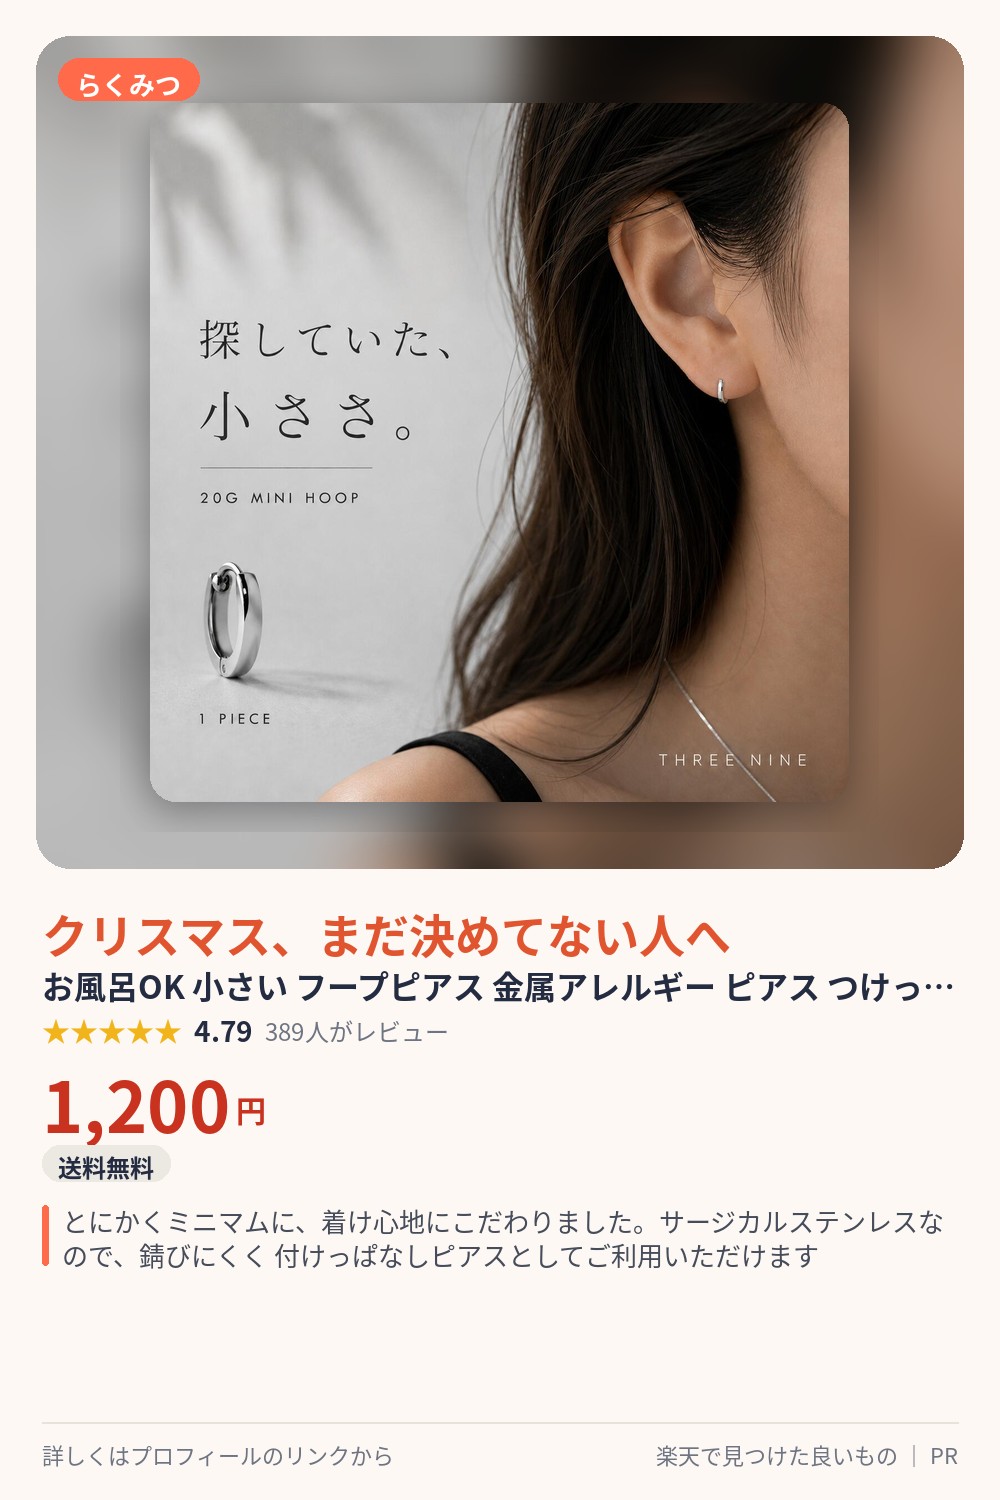 らくみつ
探していた、
小ささ。
20G MINI HOOP
1 PIECE
THREE NINE
クリスマス、まだ決めてない人へ
お風呂OK 小さい フープピアス 金属アレルギー ピアス つけっ…
★★★★★ 4.79 389人がレビュー
1,200円
送料無料
とにかくミニマムに、着け心地にこだわりました。サージカルステンレスな
ので、錆びにくく 付けっぱなしピアスとしてご利用いただけます
詳しくはプロフィールのリンクから
楽天で見つけた良いもの｜PR